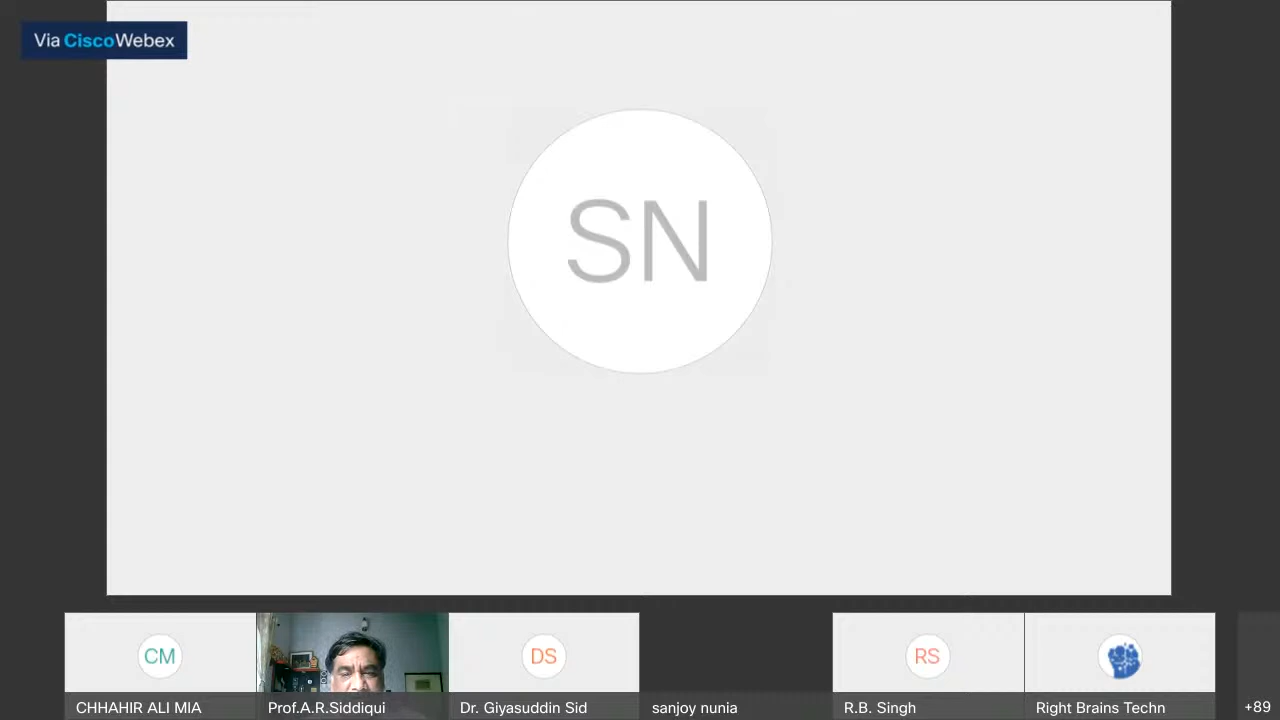 Via CiscoWebex
SN
CM
DS
RS
CHHAHIR ALI MIA
Prof.A.R.Siddiqui
Dr. Giyasuddin Sid
sanjoy nunia
R.B. Singh
Right Brains Techn
+89